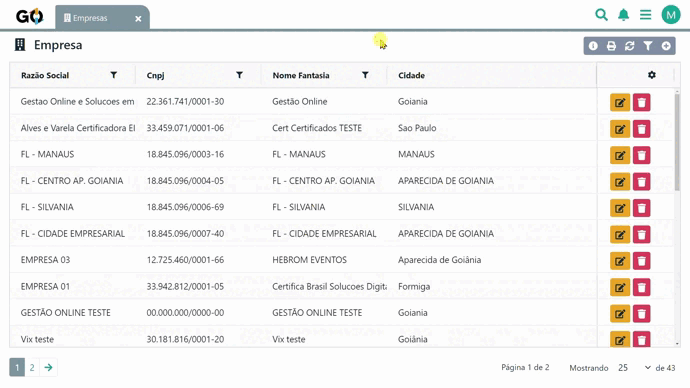 GO Empresas
M
Empresa
Razão Social Cnpj Nome Fantasia Cidade
Gestao Online e Solucoes em 22.361.741/0001-30 Gestão Online Goiania
Alves e Varela Certificadora El 33.459.071/0001-06 Cert Certificados TESTE Sao Paulo
FL - MANAUS 18.845.096/0003-16 FL - MANAUS MANAUS
FL - CENTRO AP. GOIANIA 18.845.096/0004-05 FL - CENTRO AP. GOIANIA APARECIDA DE GOIANIA
FL - SILVANIA 18.845.096/0006-69 FL - SILVANIA SILVANIA
FL - CIDADE EMPRESARIAL 18.845.096/0007-40 FL - CIDADE EMPRESARIAL APARECIDA DE GOIANIA
EMPRESA 03 12.725.460/0001-66 HEBROM EVENTOS Aparecida de Goiânia
EMPRESA 01 33.942.812/0001-05 Certifica Brasil Solucoes Digita Formiga
GESTÃO ONLINE TESTE 00.000.000/0000-00 GESTÃO ONLINE TESTE Goiania
Vix teste 30.181.816/0001-20 Vix teste Goiânia
1 2 Página 1 de 2 Mostrando 25 de 43